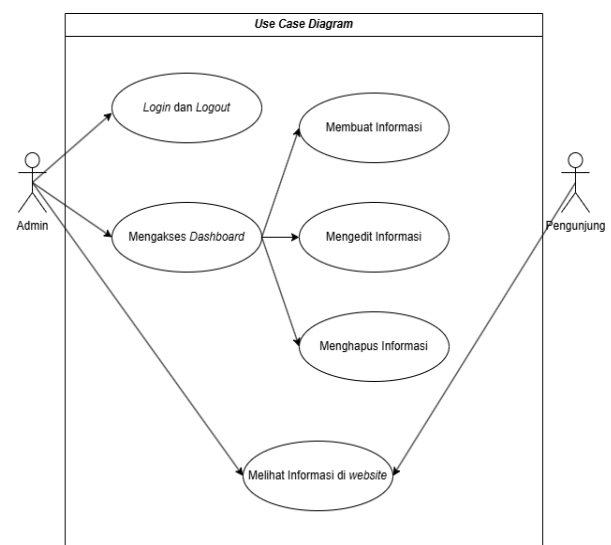 Use Case Diagram
Login dan Logout
Membuat Informasi
Admin
Mengakses Dashboard
Mengedit Informasi
Pengunjung
Menghapus Informasi
Melihat Informasi di website